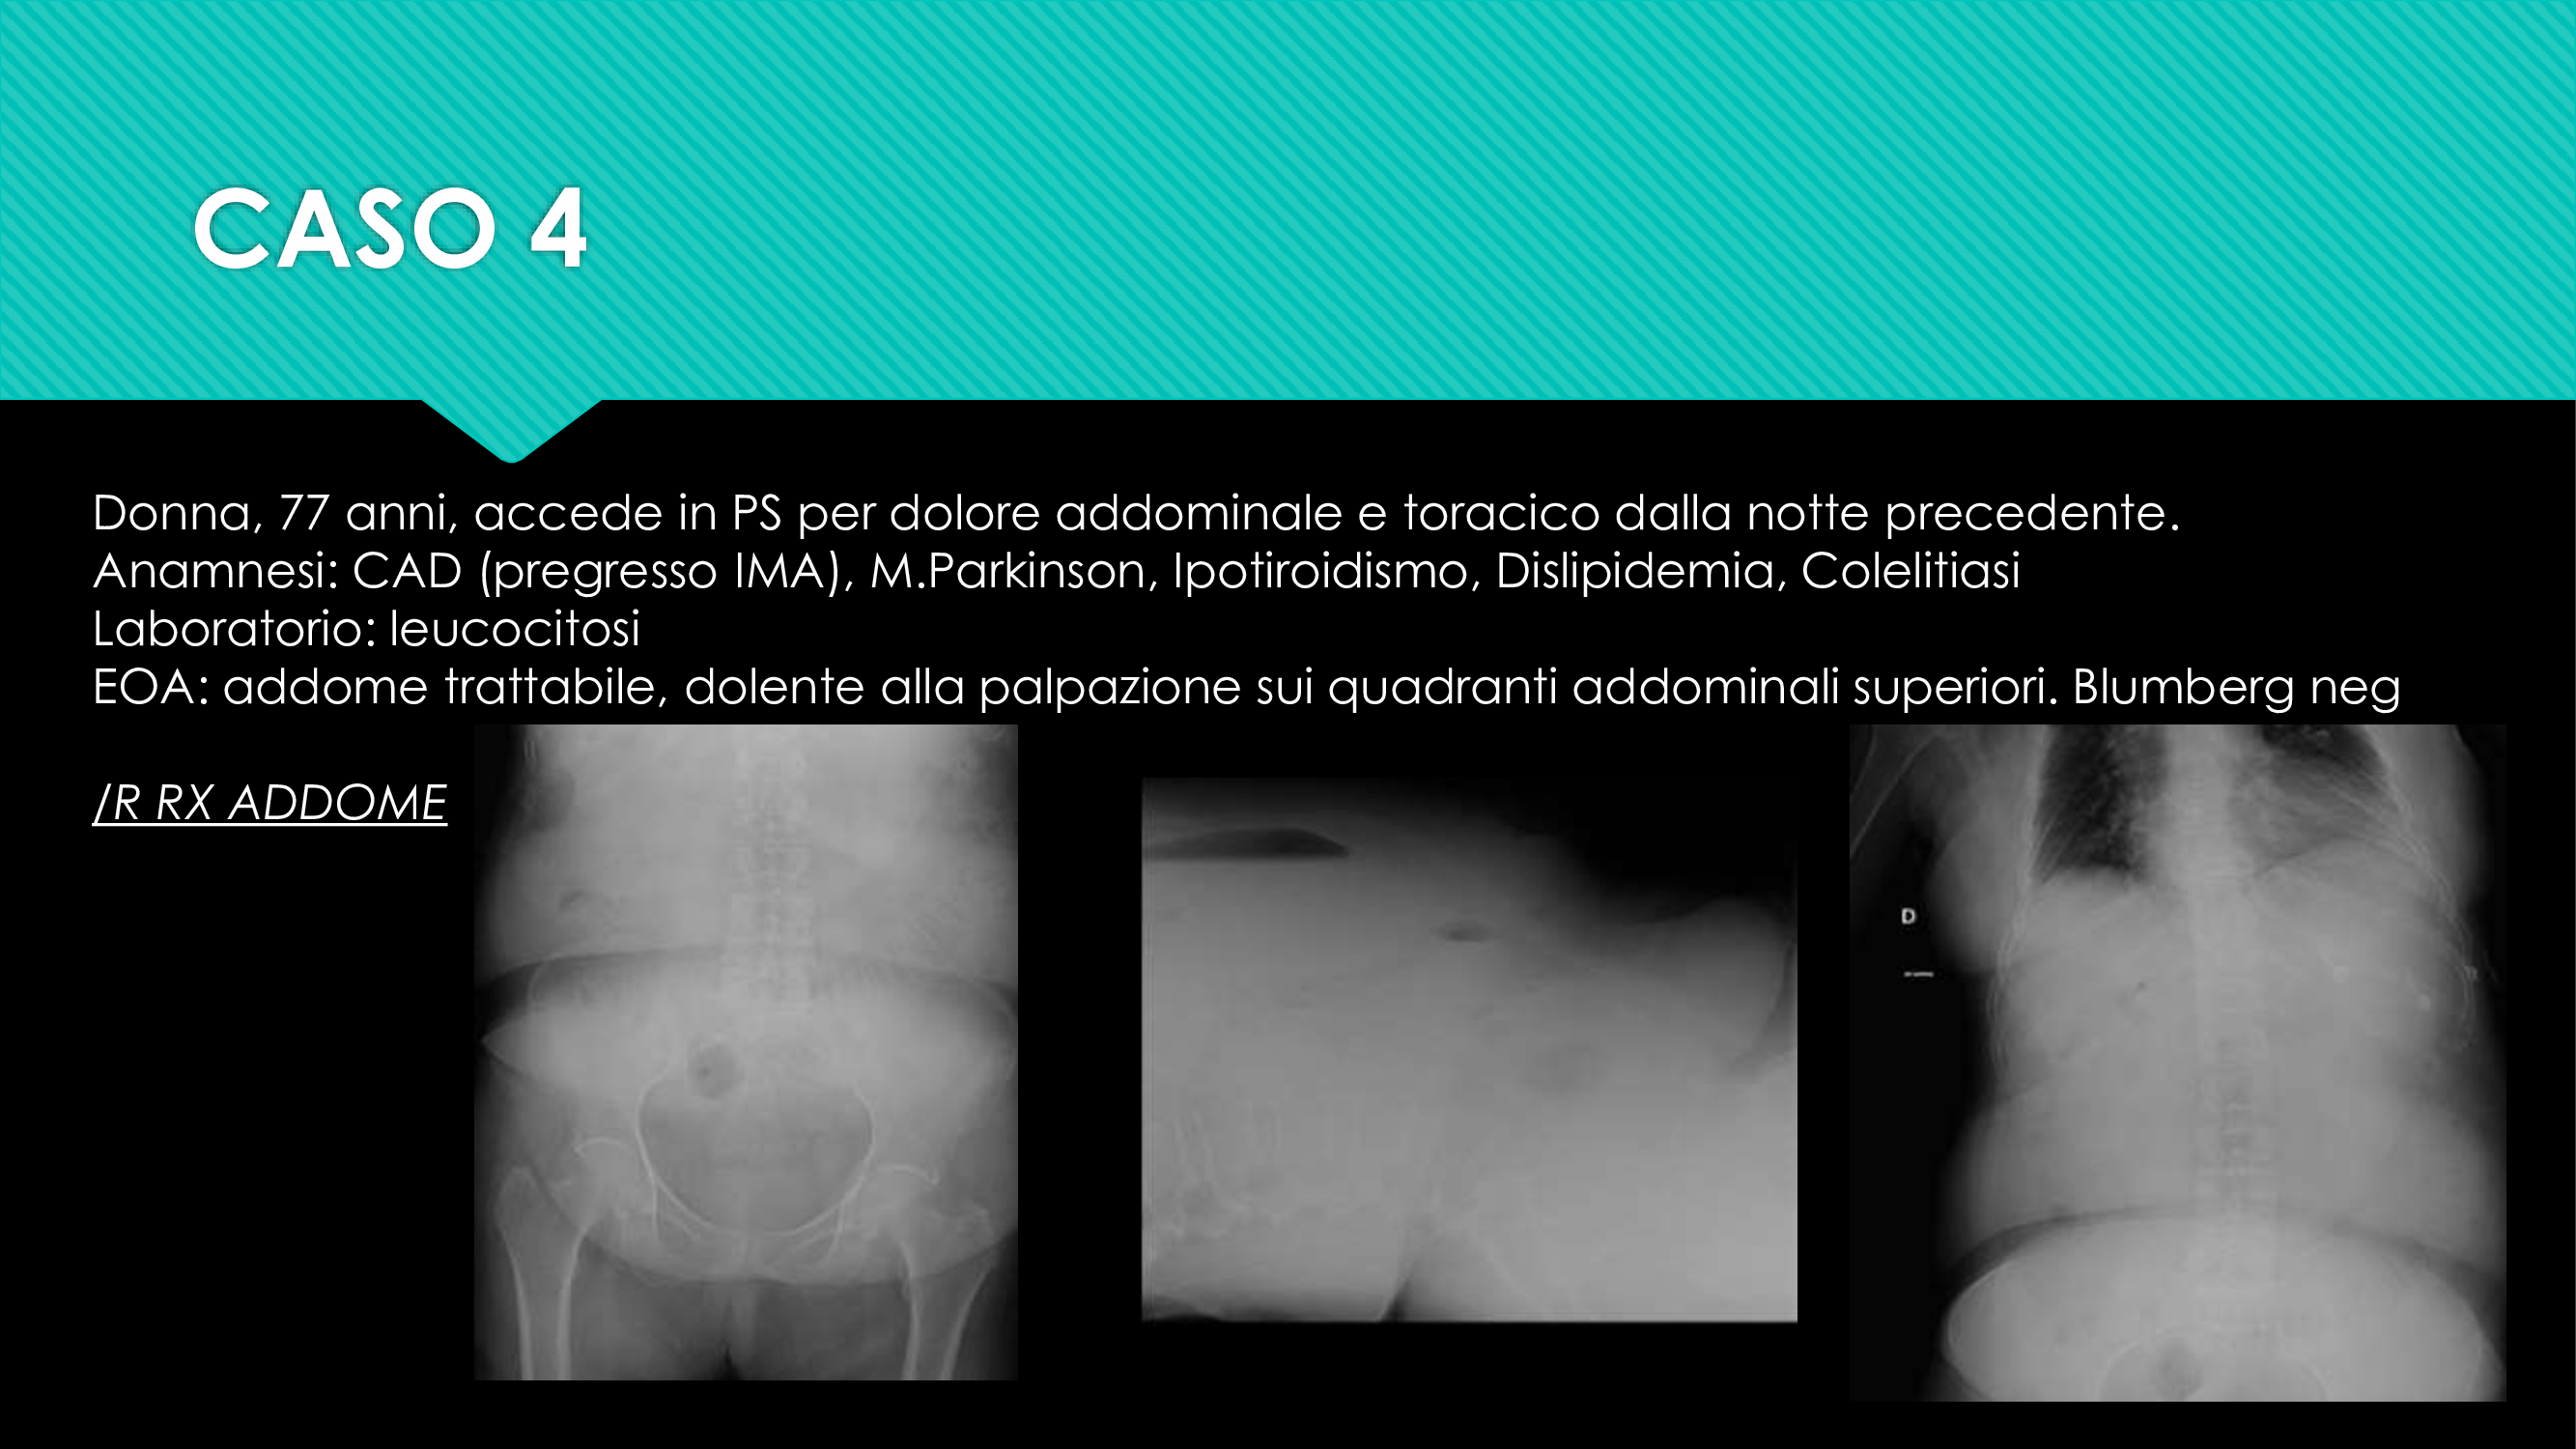 CASO 4
Donna, 77 anni, accede in PS per dolore addominale e toracico dalla notte precedente.
Anamnesi: CAD (pregresso IMA), M.Parkinson, Ipotiroidismo, Dislipidemia, Colelitiasi
Laboratorio: leucocitosi
EOA: addome trattabile, dolente alla palpazione sui quadranti addominali superiori. Blumberg neg
/R RX ADDOME
D